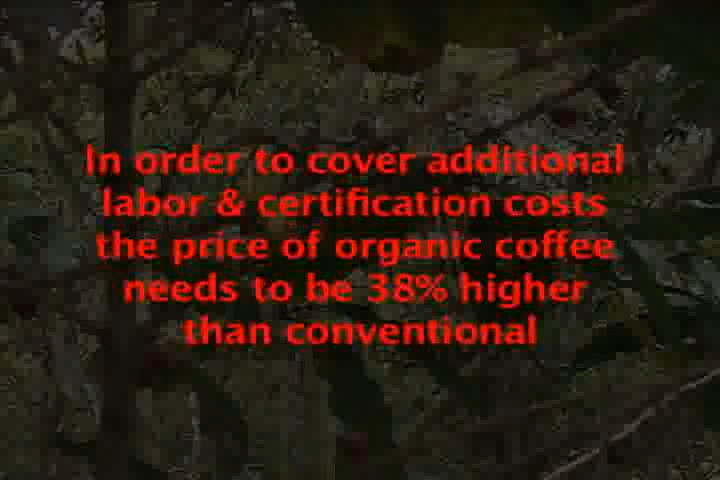 In order to cover additional
labor & certification costs
the price of organic coffee
needs to be 38% higher
than conventional